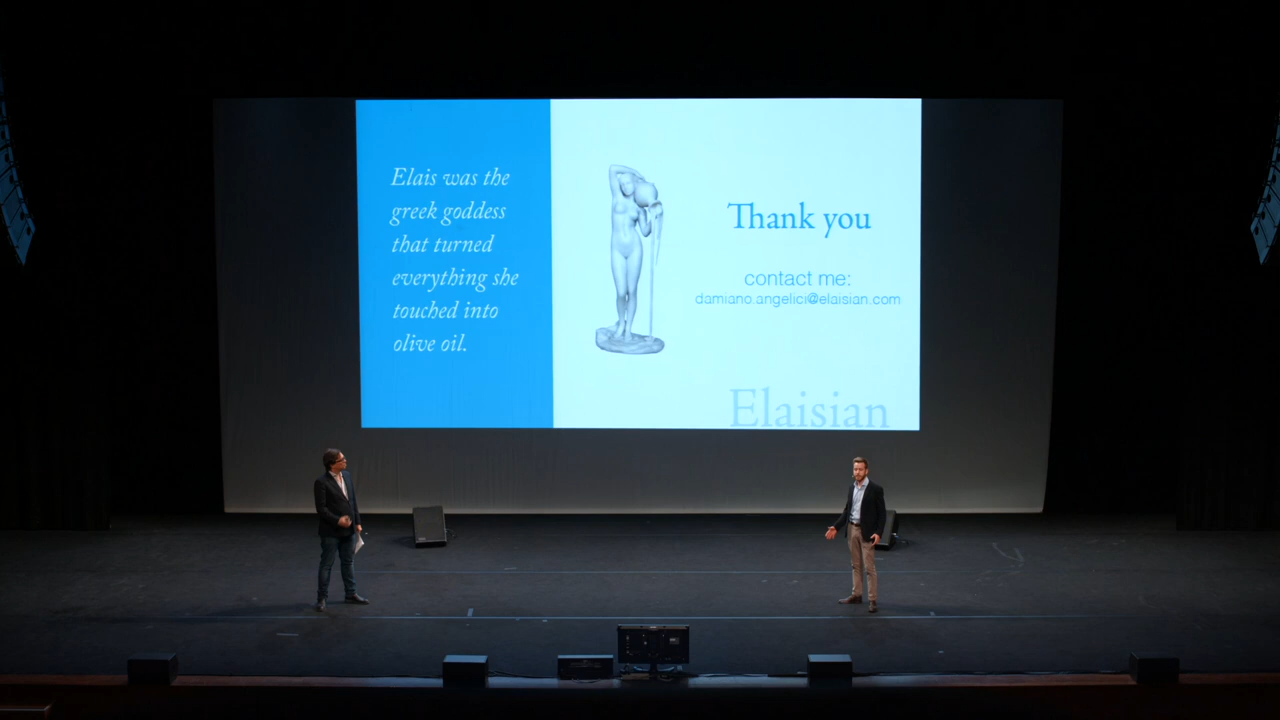 Elais was the
greek goddess
that turned
everything she
touched into
olive oil.
Thank you
contact me:
damiano.angelici@elaisian.com
Elaisian